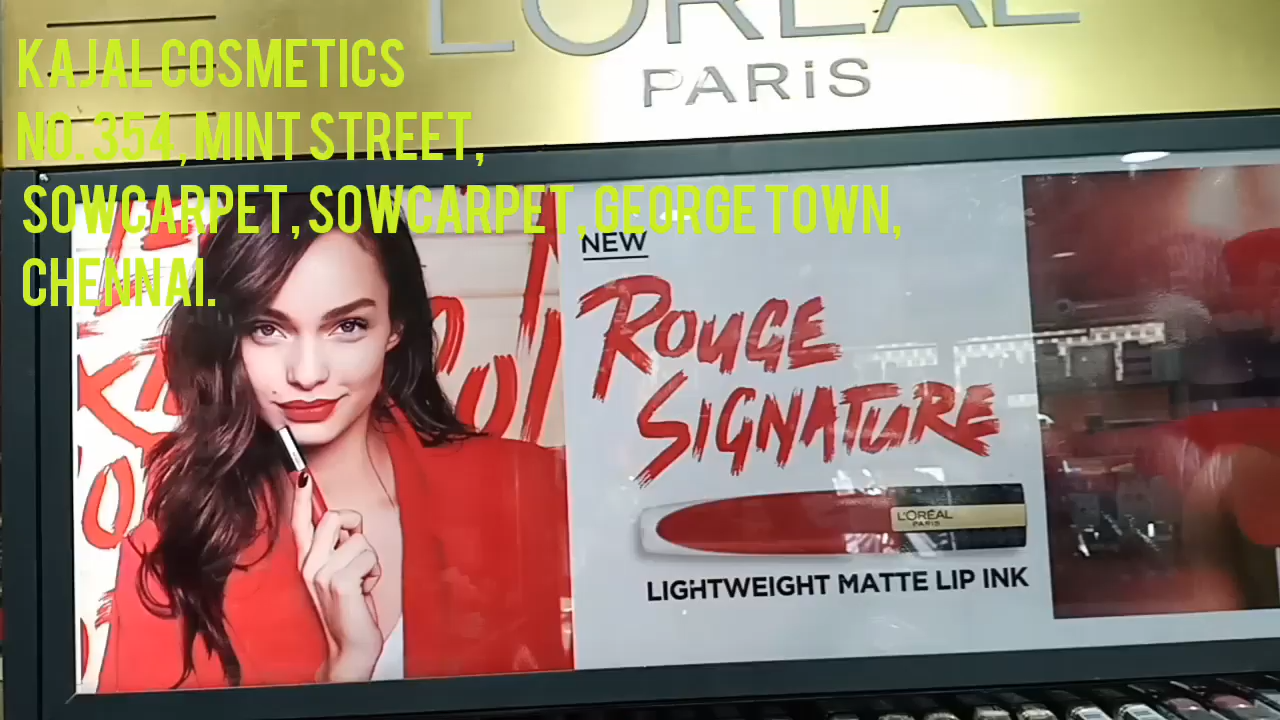 L'ORÉAL
PARiS
KAJAL COSMETICS
NO. 354, MINT STREET,
SOWCARPET, SOWCARPET, GEORGE TOWN,
CHENNAI.
NEW
ROUGE
SIGNATURE
L'ORÉAL
PARIS
LIGHTWEIGHT MATTE LIP INK